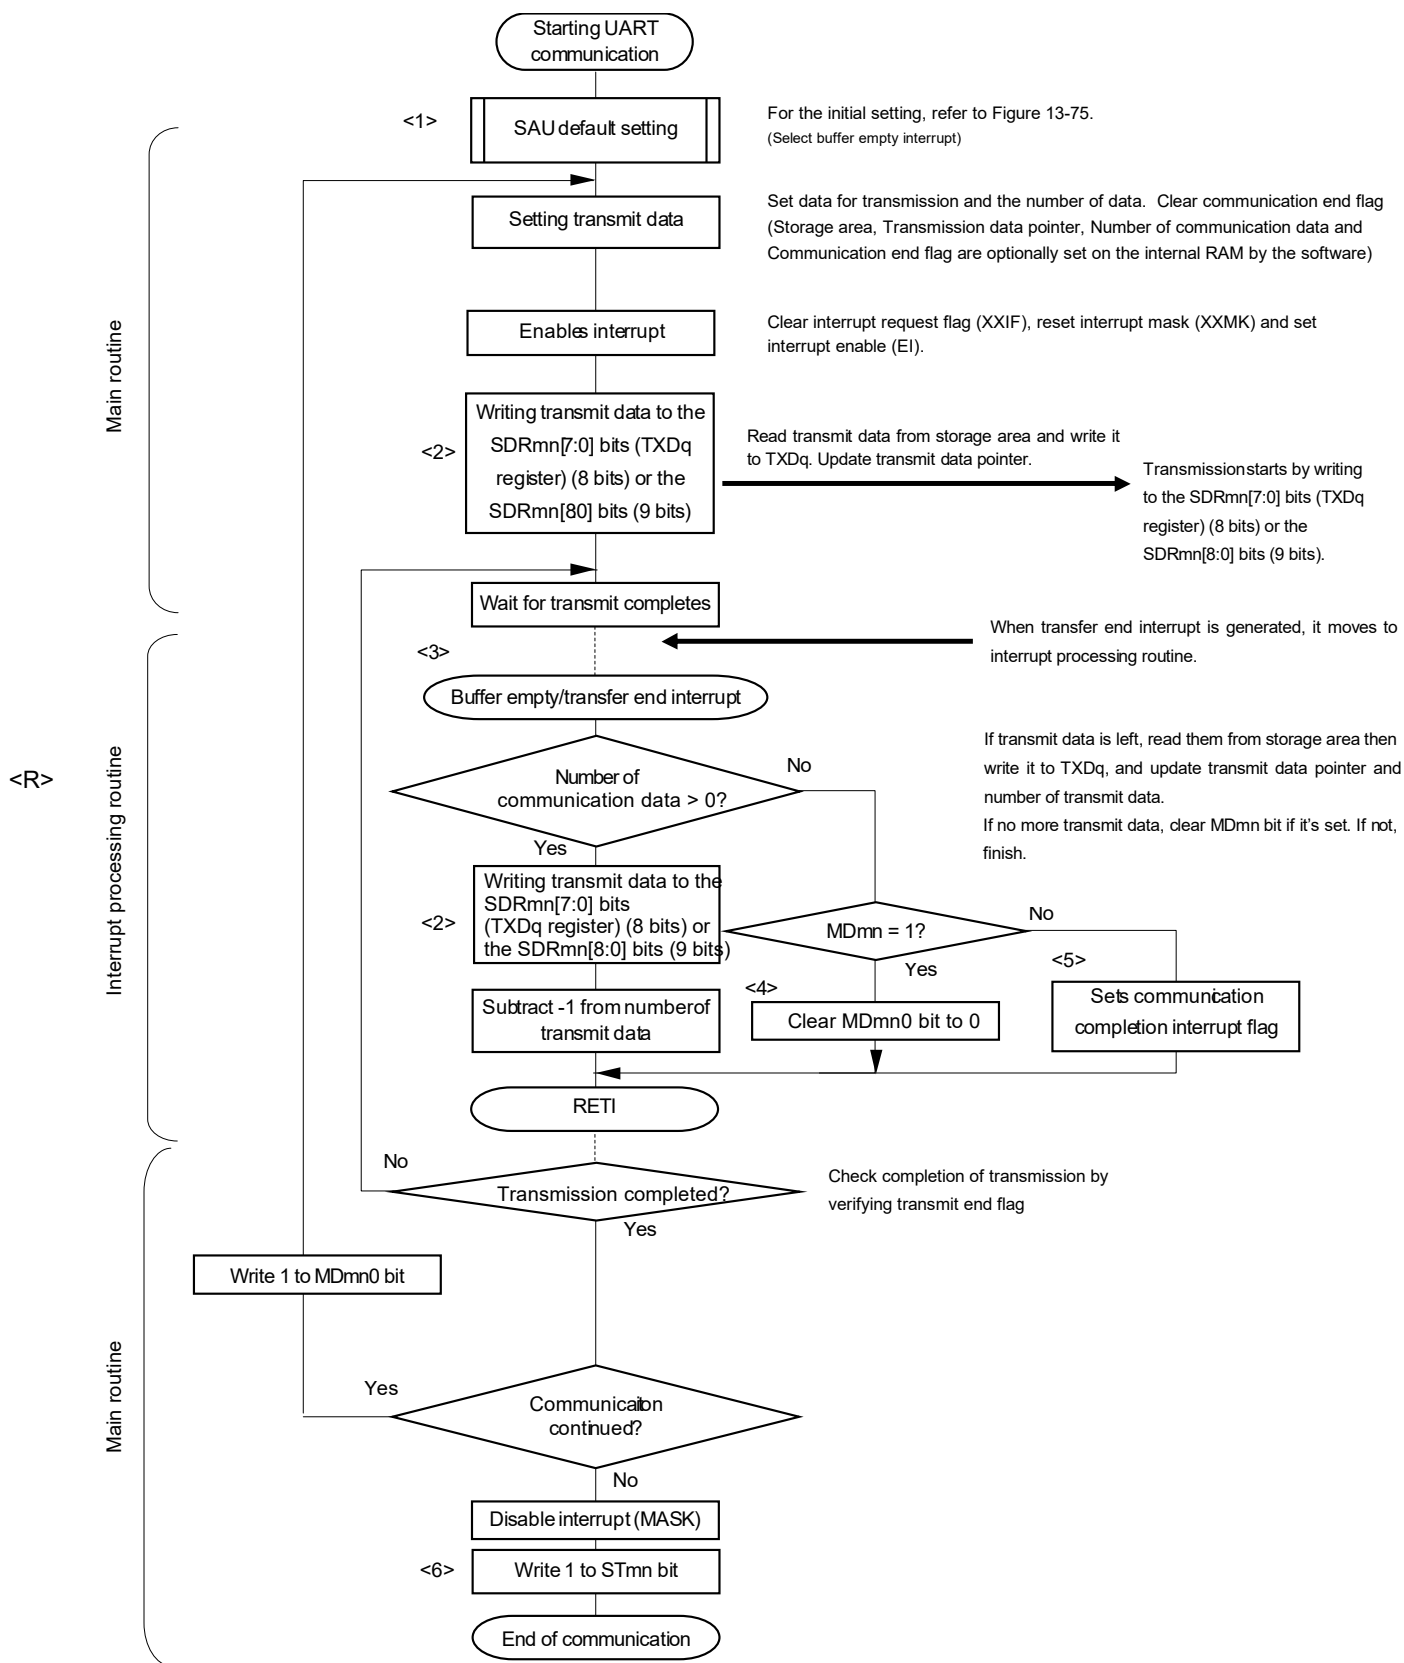 Starting UART
communication
<1>
SAU default setting
For the initial setting, refer to Figure 13-75.
(Select buffer empty interrupt)
Setting transmit data
Set data for transmission and the number of data. Clear communication end flag
(Storage area, Transmission data pointer, Number of communication data and
Communication end flag are optionally set on the internal RAM by the software)
Main routine
Enables interrupt
Clear interrupt request flag (XXIF), reset interrupt mask (XXMK) and set
interrupt enable (EI).
<2>
Writing transmit data to the
SDRmn[7:0] bits (TXDq
register) (8 bits) or the
SDRmn[80] bits (9 bits)
Read transmit data from storage area and write it
to TXDq. Update transmit data pointer.
Transmission starts by writing
to the SDRmn[7:0] bits (TXDq
register) (8 bits) or the
SDRmn[8:0] bits (9 bits).
Wait for transmit completes
When transfer end interrupt is generated, it moves to
interrupt processing routine.
<3>
Buffer empty/transfer end interrupt
<R>
Interrupt processing routine
Number of
communication data > 0?
No
Yes
If transmit data is left, read them from storage area then
write it to TXDq, and update transmit data pointer and
number of transmit data.
If no more transmit data, clear MDmn bit if it's set. If not,
finish.
<2>
Writing transmit data to the
SDRmn[7:0] bits
(TXDq register) (8 bits) or
the SDRmn[8:0] bits (9 bits)
MDmn = 1?
No
Yes
<4>
<5>
Subtract -1 from number of
transmit data
Clear MDmn0 bit to 0
Sets communication
completion interrupt flag
RETI
No
Transmission completed?
Yes
Check completion of transmission by
verifying transmit end flag
Write 1 to MDmn0 bit
Main routine
Yes
Communication
continued?
No
Disable interrupt (MASK)
<6>
Write 1 to STmn bit
End of communication